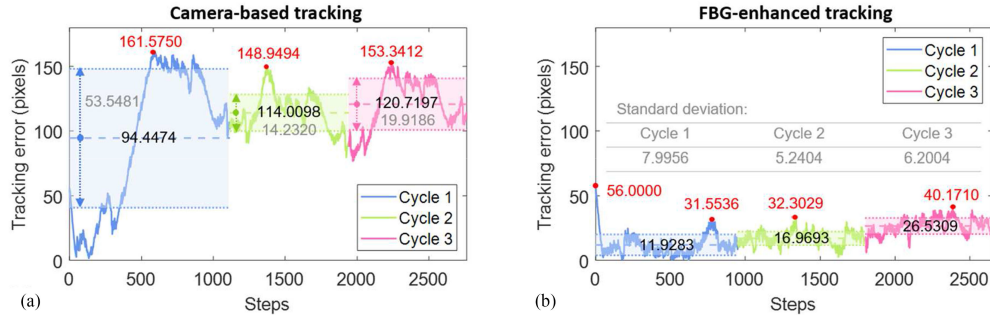 Camera-based tracking
Tracking error (pixels)
150
100
50
0
161.5750
148.9494
153.3412
53.5481
94.4474
114.0098
14.2320
120.7197
19.9186
Cycle 1
Cycle 2
Cycle 3
0 500 1000 1500 2000 2500
Steps
(a)
FBG-enhanced tracking
Tracking error (pixels)
150
100
50
0
Cycle 1
Cycle 2
Cycle 3
Standard deviation:
Cycle 1 Cycle 2 Cycle 3
7.9956 5.2404 6.2004
56.0000
31.5536
32.3029
40.1710
11.9283
16.9693
26.5309
0 500 1000 1500 2000 2500
Steps
(b)